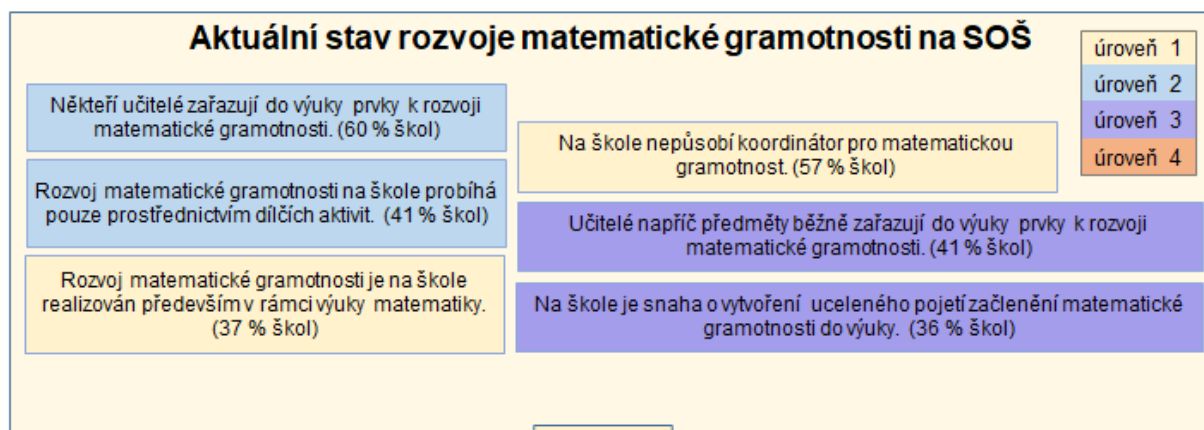 Aktuální stav rozvoje matematické gramotnosti na SOŠ
úroveň 1
úroveň 2
úroveň 3
úroveň 4
Někteří učitelé zařazují do výuky prvky k rozvoji
matematické gramotnosti. (60 % škol)
Rozvoj matematické gramotnosti na škole probíhá
pouze prostřednictvím dílčích aktivit. (41 % škol)
Rozvoj matematické gramotnosti je na škole
realizován především v rámci výuky matematiky.
(37 % škol)
Na škole nepůsobí koordinátor pro matematickou
gramotnost. (57 % škol)
Učitelé napříč předměty běžně zařazují do výuky prvky k rozvoji
matematické gramotnosti. (41 % škol)
Na škole je snaha o vytvoření uceleného pojetí začlenění matematické
gramotnosti do výuky. (36 % škol)